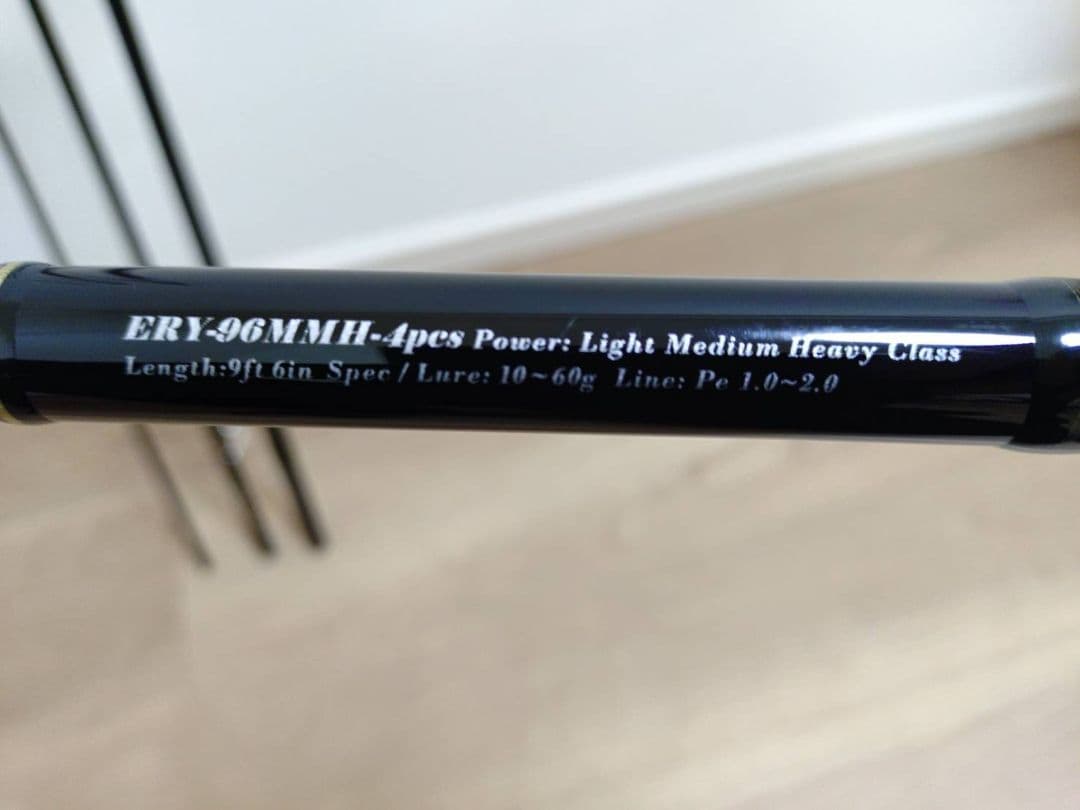 ERY-96MMH-4pcs Power: Light Medium Heavy Class
Length:9ft 6in Spec / Lure: 10~60g Line: Pe 1.0~2.0